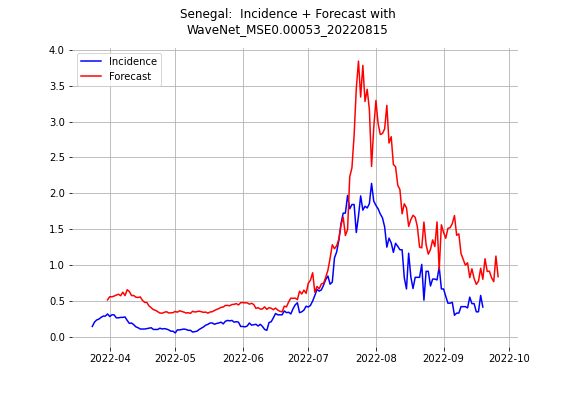 Senegal:  Incidence + Forecast with
WaveNet_MSE0.00053_20220815
Incidence
Forecast
4.0
3.5
3.0
2.5
2.0
1.5
1.0
0.5
0.0
2022-04 2022-05 2022-06 2022-07 2022-08 2022-09 2022-10